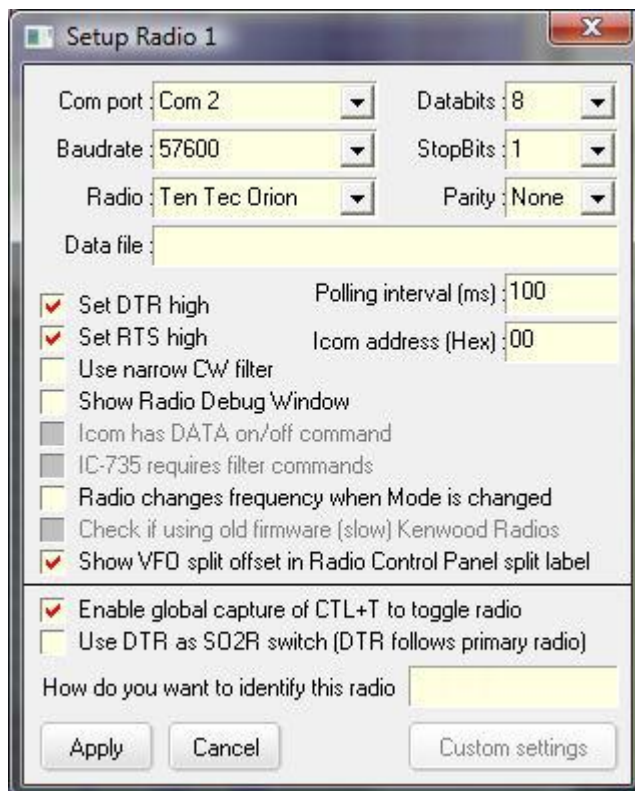 Setup Radio 1
Com port : Com 2 Databits : 8
Baudrate : 57600 StopBits : 1
Radio : Ten Tec Orion Parity : None
Data file :
Set DTR high Polling interval (ms) : 100
Set RTS high Icom address (Hex) : 00
Use narrow CW filter
Show Radio Debug Window
Icom has DATA on/off command
IC-735 requires filter commands
Radio changes frequency when Mode is changed
Check if using old firmware (slow) Kenwood Radios
Show VFO split offset in Radio Control Panel split label
Enable global capture of CTL+T to toggle radio
Use DTR as SO2R switch (DTR follows primary radio)
How do you want to identify this radio
Apply Cancel Custom settings